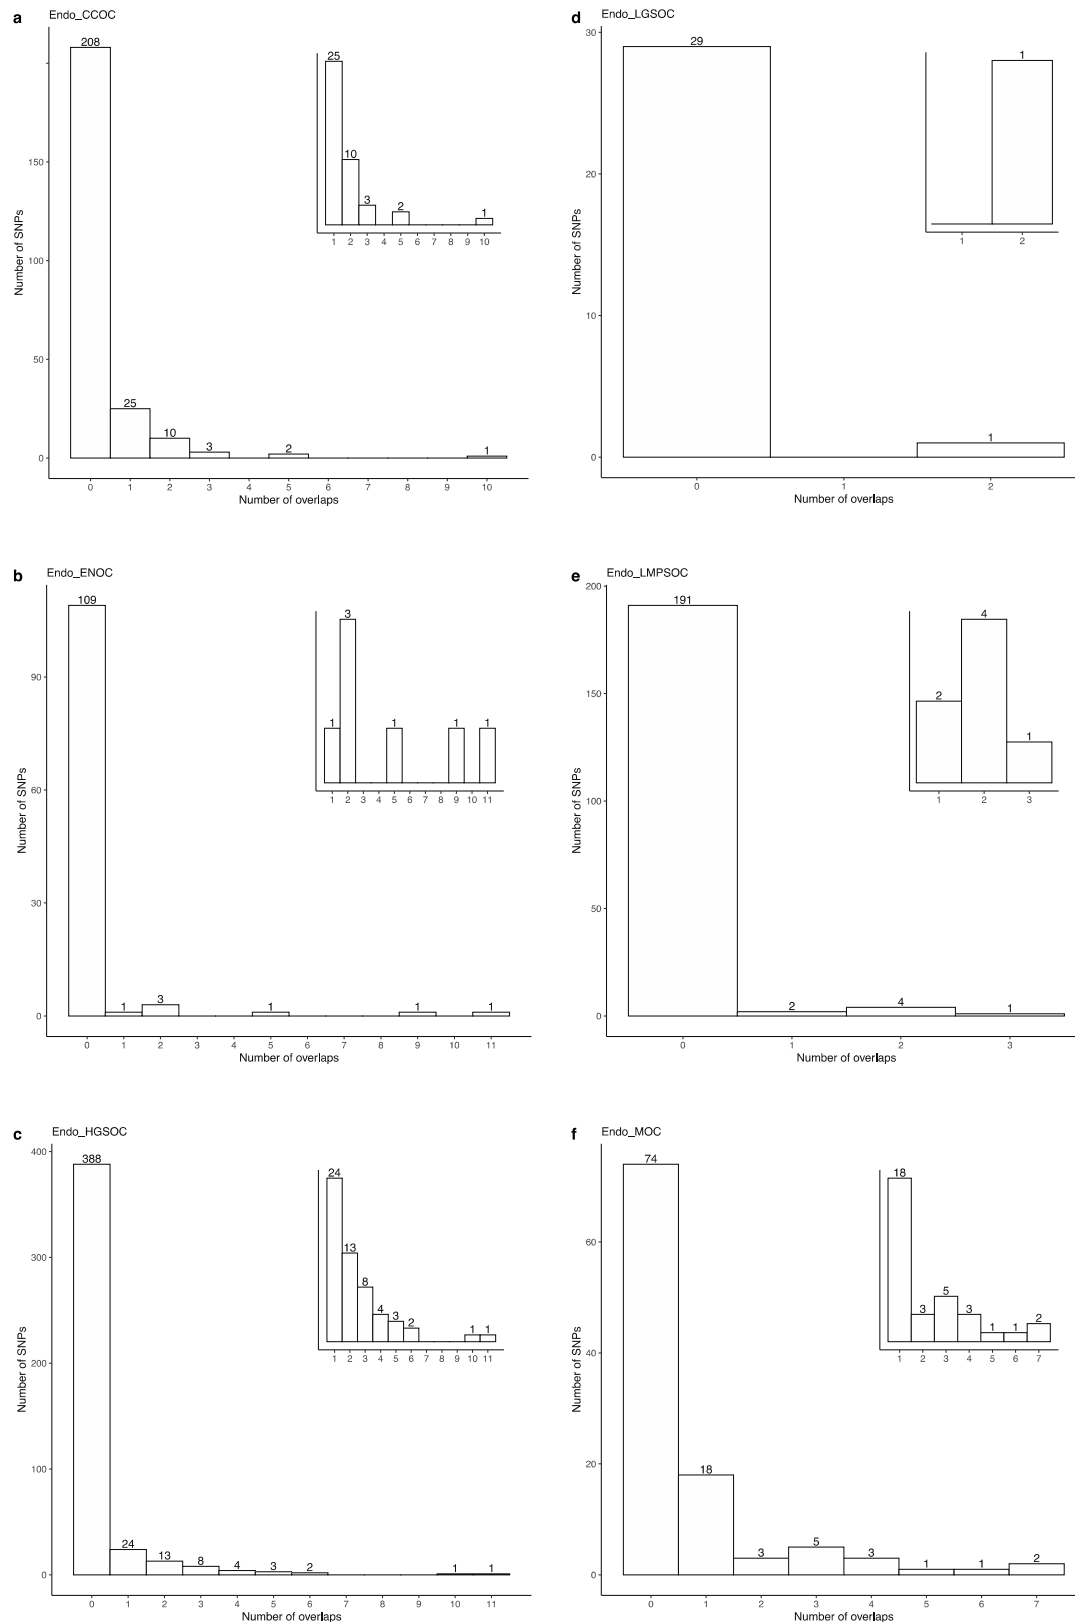 a
Endo_CCOC
208
25
10
3
2
1
150
100
50
0
Number of SNPs
0 1 2 3 4 5 6 7 8 9 10
Number of overlaps
25
10
3
2
1
1 2 3 4 5 6 7 8 9 10
d
Endo_LGSOC
29
1
30
20
10
0
Number of SNPs
0 1 2
Number of overlaps
1
1 2
b
Endo_ENOC
109
1
3
1
1
1
90
60
30
0
Number of SNPs
0 1 2 3 4 5 6 7 8 9 10 11
Number of overlaps
1
3
1
1
1
1 2 3 4 5 6 7 8 9 10 11
e
Endo_LMPSOC
191
2
4
1
200
150
100
50
0
Number of SNPs
0 1 2 3
Number of overlaps
2
4
1
1 2 3
c
Endo_HGSOC
388
24
13
8
4
3
2
1
1
400
300
200
100
0
Number of SNPs
0 1 2 3 4 5 6 7 8 9 10 11
Number of overlaps
24
13
8
4
3
2
1
1
1 2 3 4 5 6 7 8 9 10 11
f
Endo_MOC
74
18
3
5
3
1
1
2
60
40
20
0
Number of SNPs
0 1 2 3 4 5 6 7
Number of overlaps
18
3
5
3
1
1
2
1 2 3 4 5 6 7